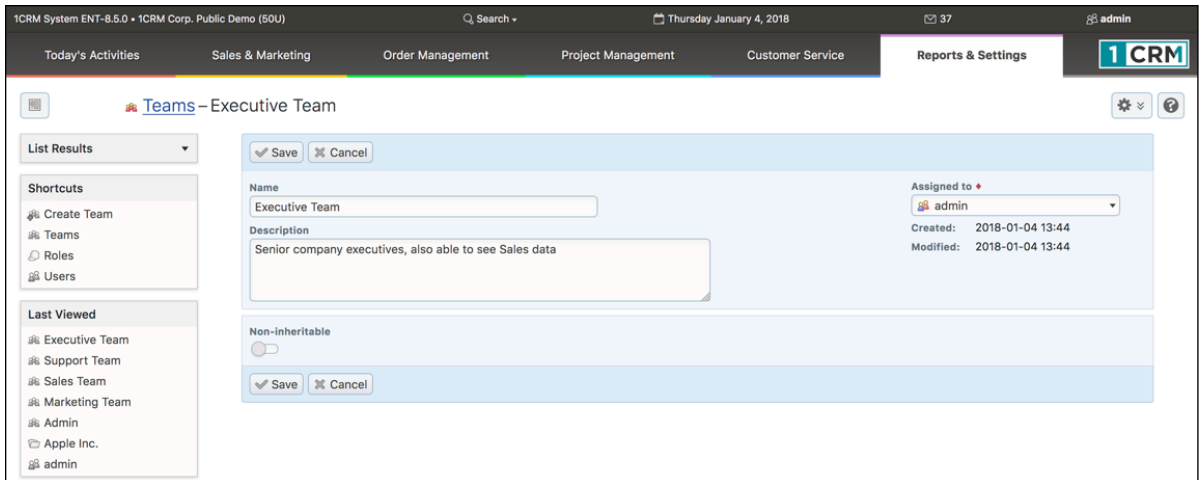 1CRM System ENT-8.5.0 • 1CRM Corp. Public Demo (50U) Search Thursday January 4, 2018 37 admin
Today's Activities Sales & Marketing Order Management Project Management Customer Service Reports & Settings 1 CRM
Teams – Executive Team
List Results
Save Cancel
Shortcuts
Create Team
Teams
Roles
Users
Name
Executive Team
Description
Senior company executives, also able to see Sales data
Assigned to
admin
Created: 2018-01-04 13:44
Modified: 2018-01-04 13:44
Last Viewed
Executive Team
Support Team
Sales Team
Marketing Team
Admin
Apple Inc.
admin
Non-inheritable
Save Cancel